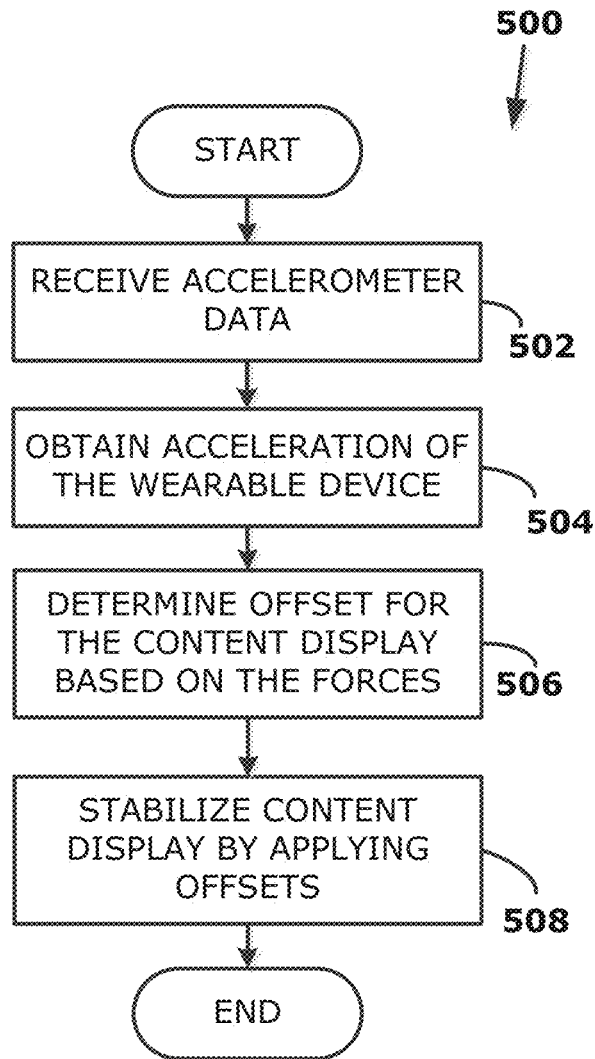 500
START
RECEIVE ACCELEROMETER
DATA
502
OBTAIN ACCELERATION OF
THE WEARABLE DEVICE
504
DETERMINE OFFSET FOR
THE CONTENT DISPLAY
BASED ON THE FORCES
506
STABILIZE CONTENT
DISPLAY BY APPLYING
OFFSETS
508
END